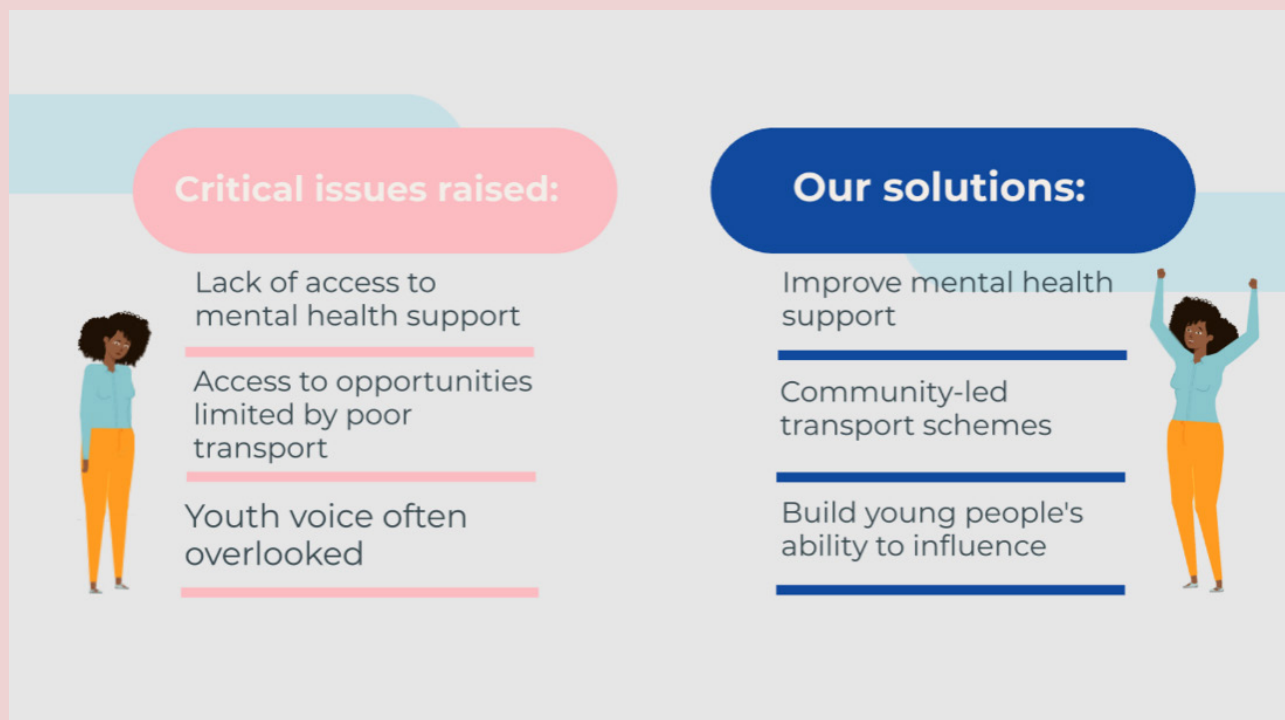 Critical issues raised:
Lack of access to
mental health support
Access to opportunities
limited by poor
transport
Youth voice often
overlooked
Our solutions:
Improve mental health
support
Community-led
transport schemes
Build young people's
ability to influence